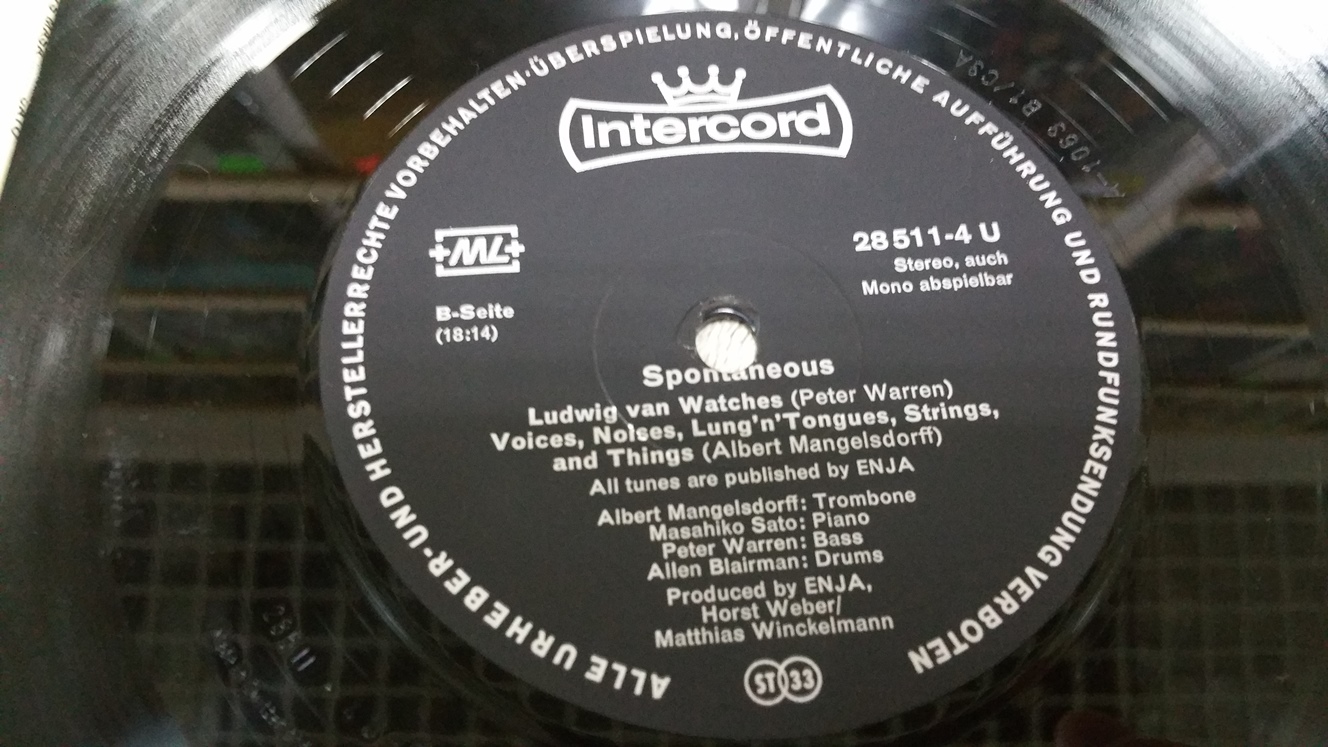 ALLE URHEBER- UND HERSTELLERRECHTE VORBEHALTEN·ÜBERSPIELUNG,ÖFFENTLICHE AUFFÜHRUNG UND RUNDFUNKSENDUNG VERBOTEN
Intercord
+ML+
28 511-4 U
Stereo, auch
Mono abspielbar
B-Seite
(18:14)
Spontaneous
Ludwig van Watches (Peter Warren)
Voices, Noises, Lung'n'Tongues, Strings,
and Things (Albert Mangelsdorff)
All tunes are published by ENJA
Albert Mangelsdorff: Trombone
Masahiko Sato: Piano
Peter Warren: Bass
Allen Blairman: Drums
Produced by ENJA,
Horst Weber/
Matthias Winckelmann
ST 33